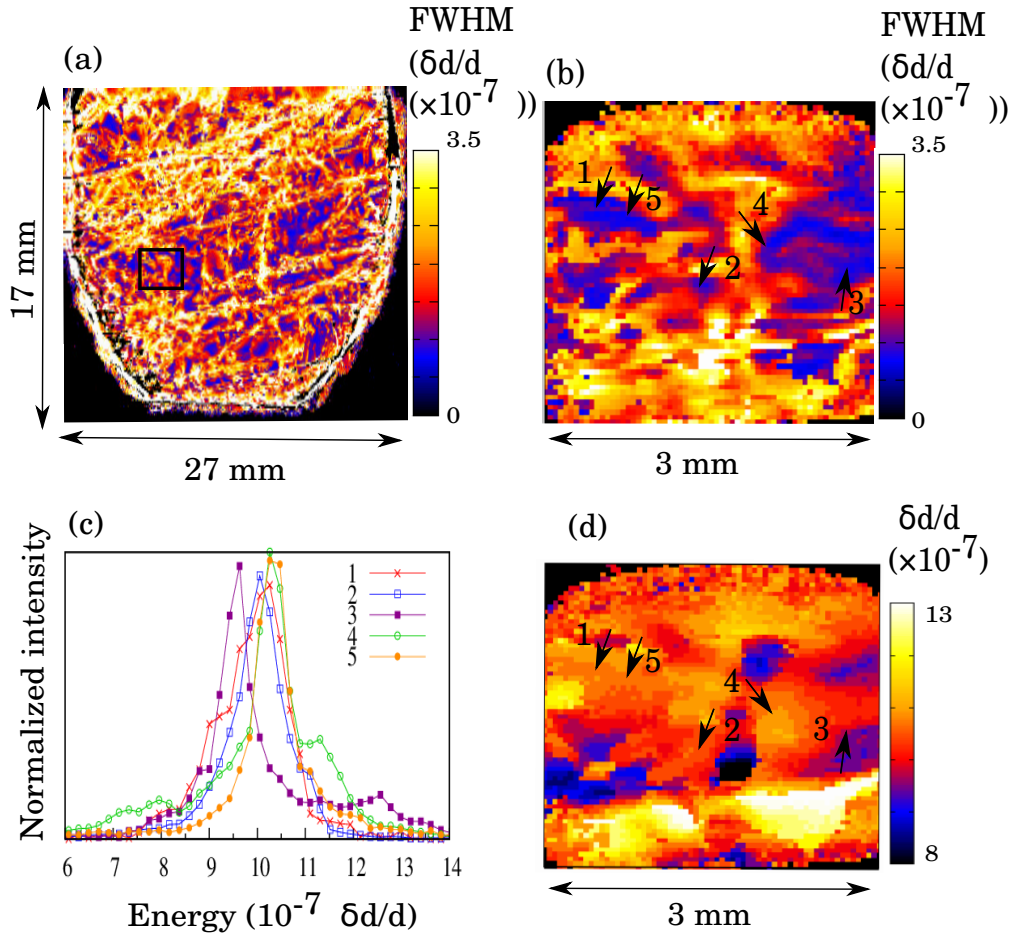 FWHM
(δd/d
(×10⁻⁷ ))
(a)
3.5
0
17 mm
27 mm
FWHM
(δd/d
(×10⁻⁷ ))
(b)
3.5
0
1
5
4
2
3
3 mm
(c)
Normalized intensity
1
2
3
4
5
6 7 8 9 10 11 12 13 14
Energy (10⁻⁷ δd/d)
(d)
δd/d
(×10⁻⁷)
13
8
1
5
4
2
3
3 mm